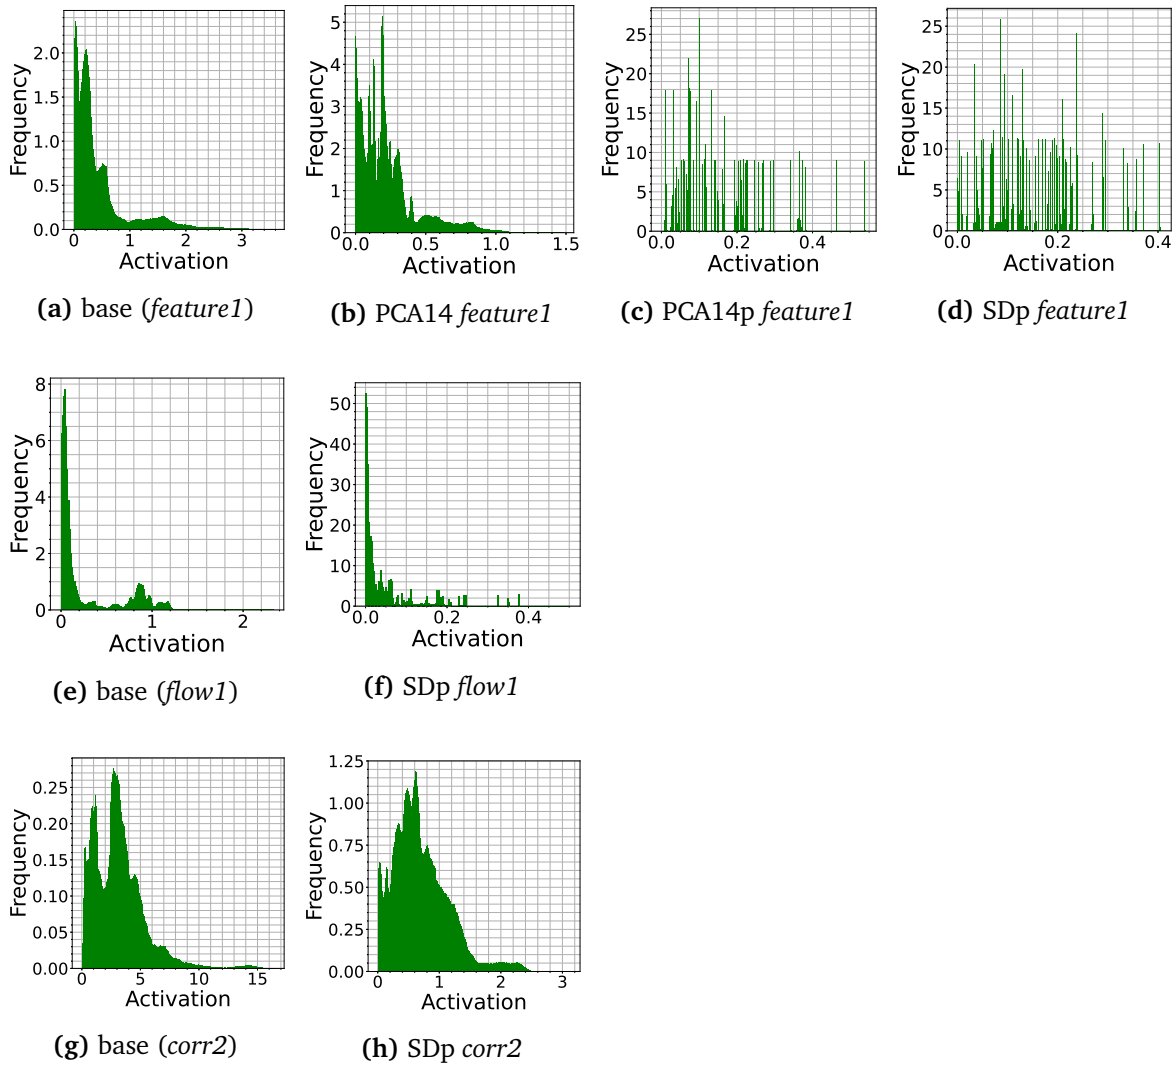 Frequency
2.0
1.5
1.0
0.5
0.0
0 1 2 3
Activation
(a) base (feature1)
Frequency
5
4
3
2
1
0
0.0 0.5 1.0 1.5
Activation
(b) PCA14 feature1
Frequency
25
20
15
10
5
0
0.0 0.2 0.4
Activation
(c) PCA14p feature1
Frequency
25
20
15
10
5
0
0.0 0.2 0.4
Activation
(d) SDp feature1
Frequency
8
6
4
2
0
0 1 2
Activation
(e) base (flow1)
Frequency
50
40
30
20
10
0
0.0 0.2 0.4
Activation
(f) SDp flow1
Frequency
0.25
0.20
0.15
0.10
0.05
0.00
0 5 10 15
Activation
(g) base (corr2)
Frequency
1.25
1.00
0.75
0.50
0.25
0.00
0 1 2 3
Activation
(h) SDp corr2